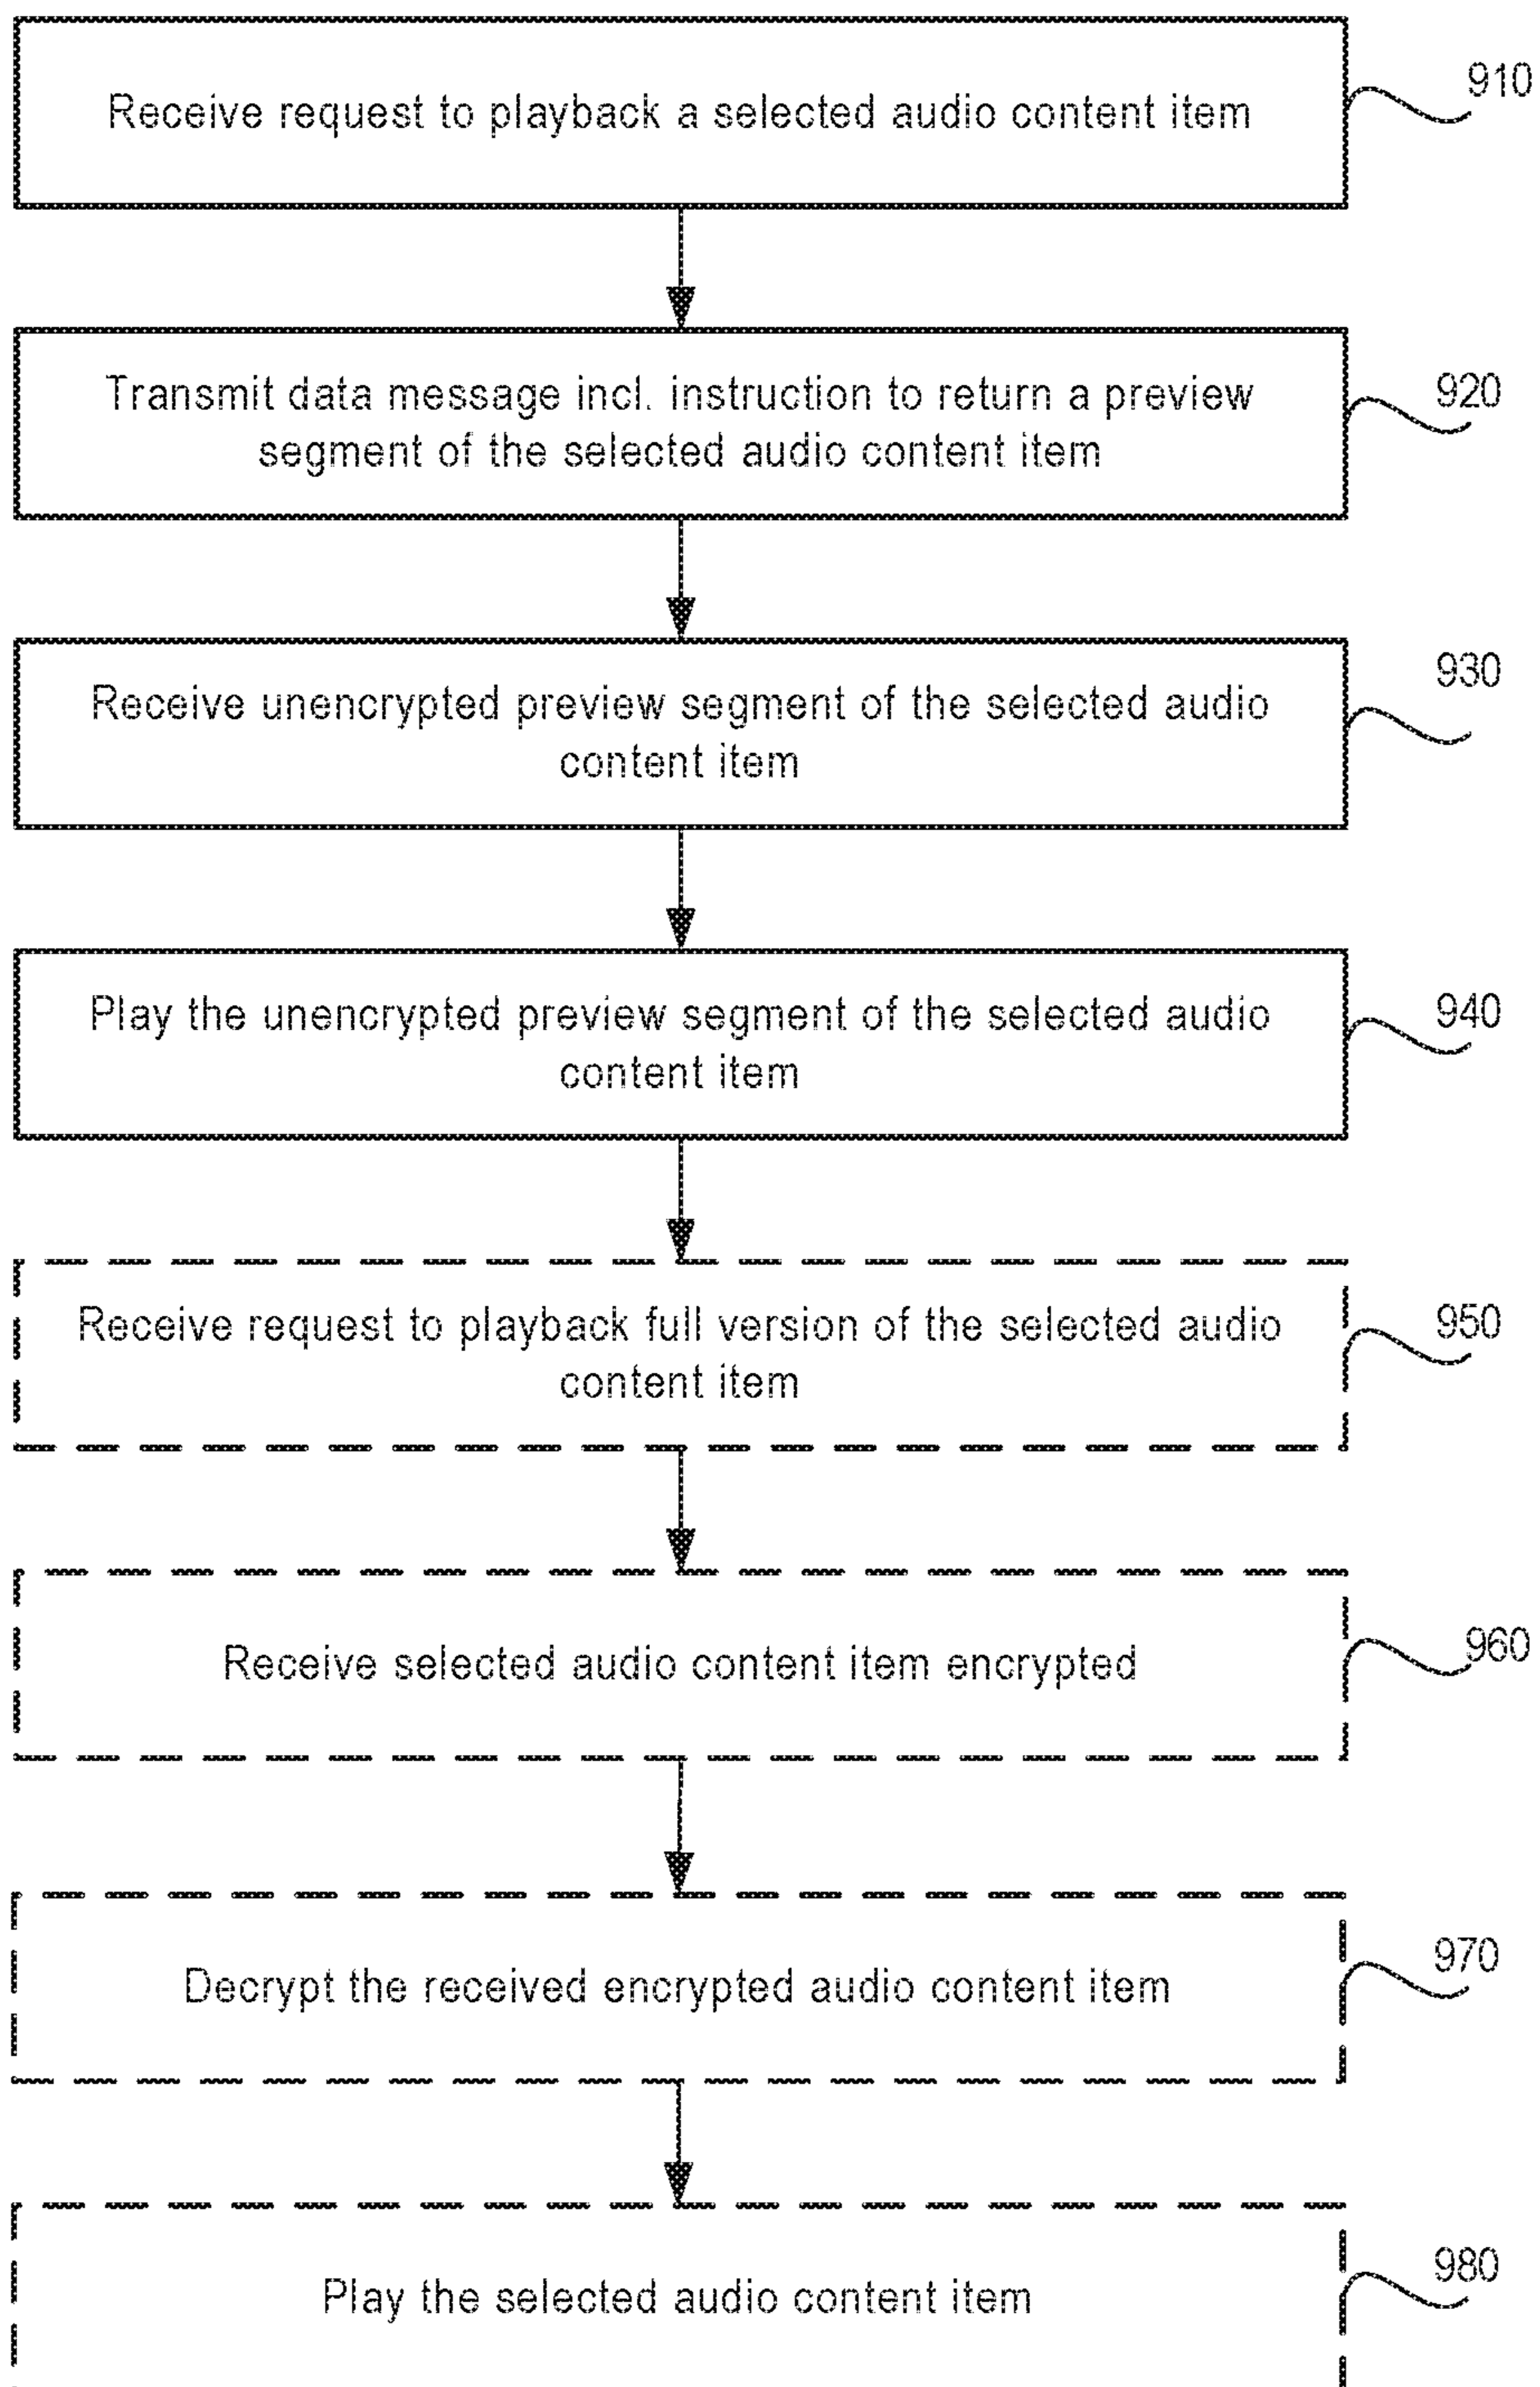 Receive request to playback a selected audio content item
910
Transmit data message incl. instruction to return a preview
segment of the selected audio content item
920
Receive unencrypted preview segment of the selected audio
content item
930
Play the unencrypted preview segment of the selected audio
content item
940
Receive request to playback full version of the selected audio
content item
950
Receive selected audio content item encrypted
960
Decrypt the received encrypted audio content item
970
Play the selected audio content item
980